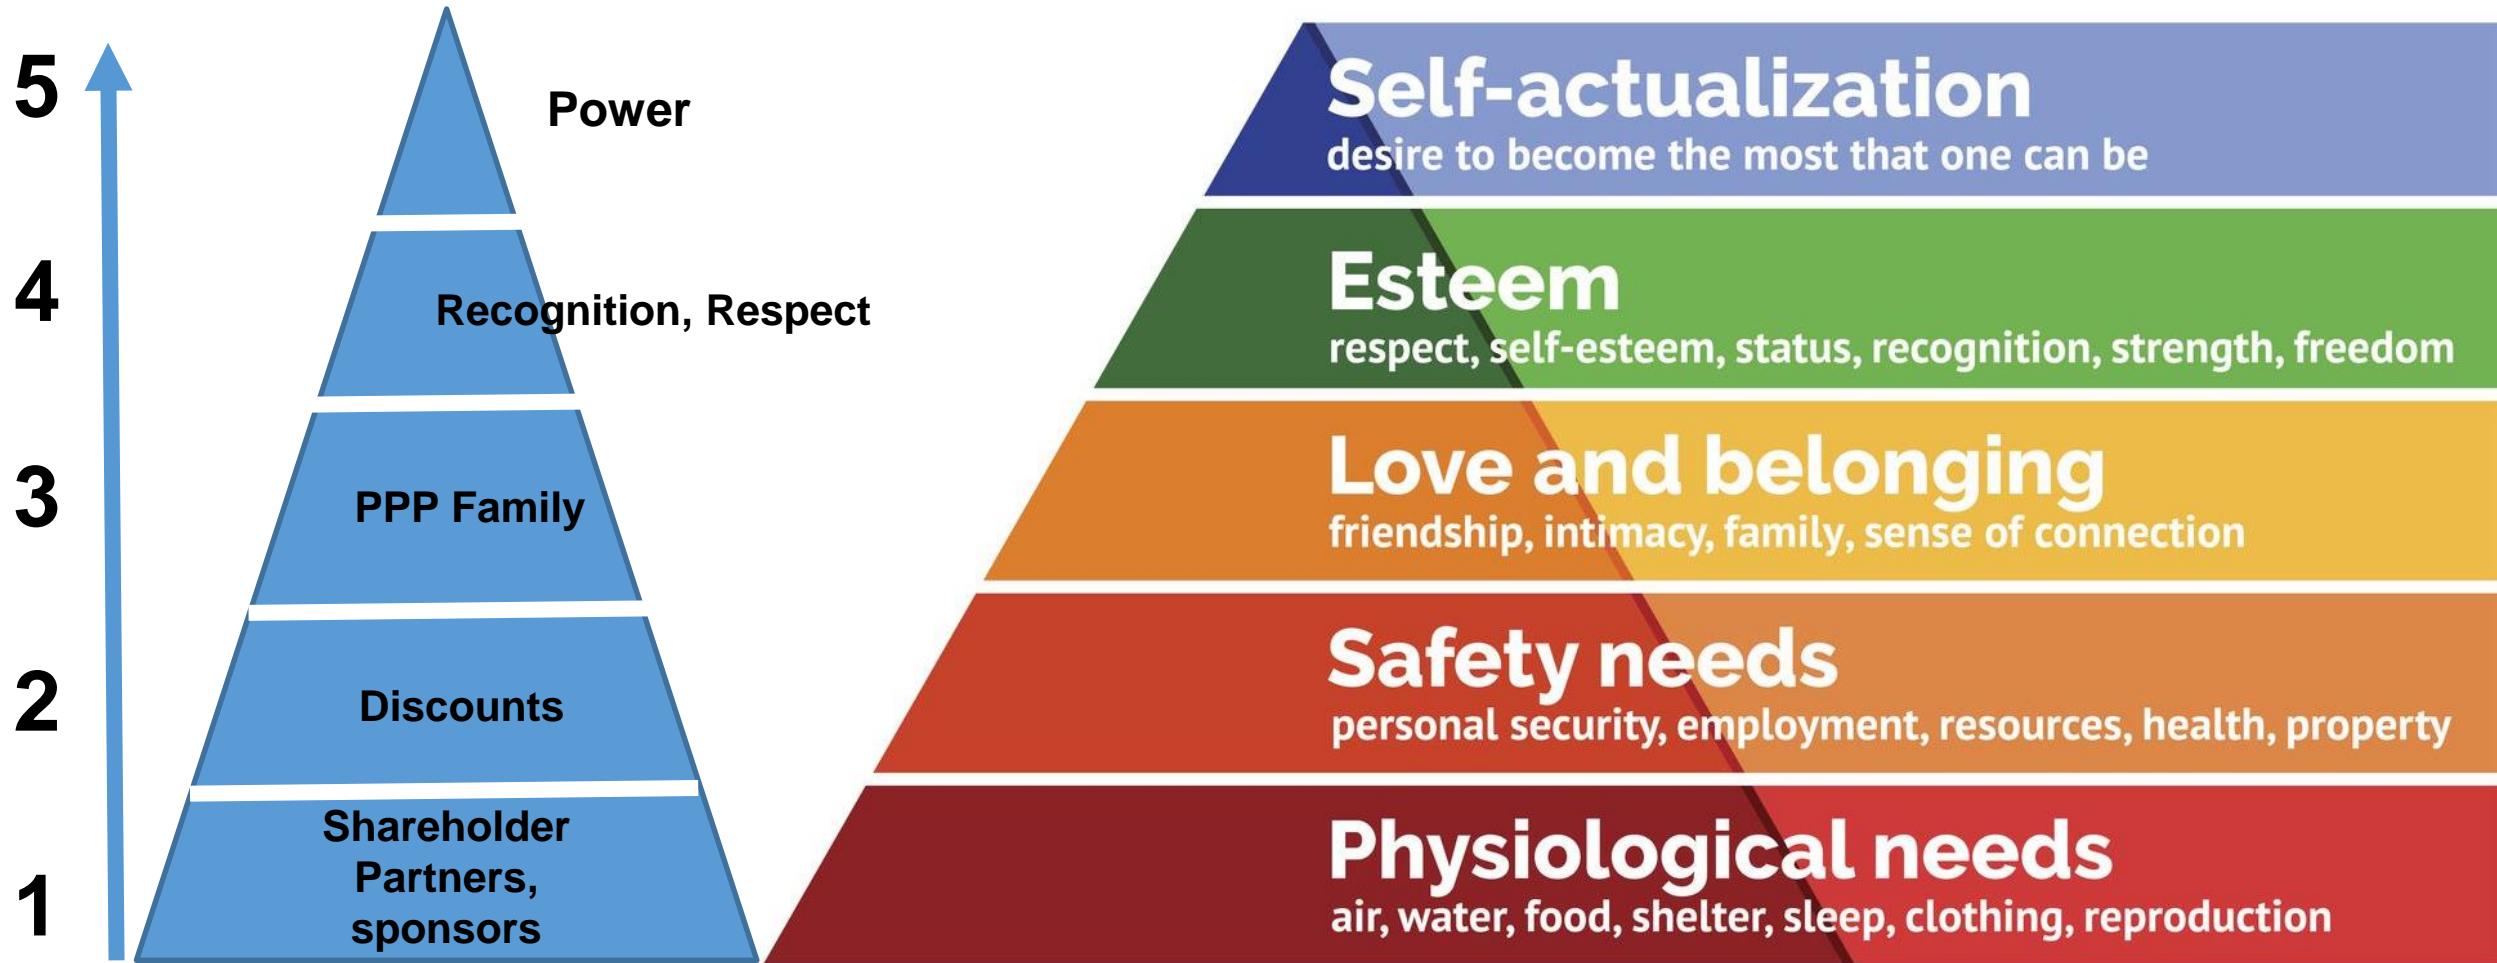 5
Power
Self-actualization
desire to become the most that one can be
4
Recognition, Respect
Esteem
respect, self-esteem, status, recognition, strength, freedom
3
PPP Family
Love and belonging
friendship, intimacy, family, sense of connection
2
Discounts
Safety needs
personal security, employment, resources, health, property
1
Shareholder
Partners,
sponsors
Physiological needs
air, water, food, shelter, sleep, clothing, reproduction